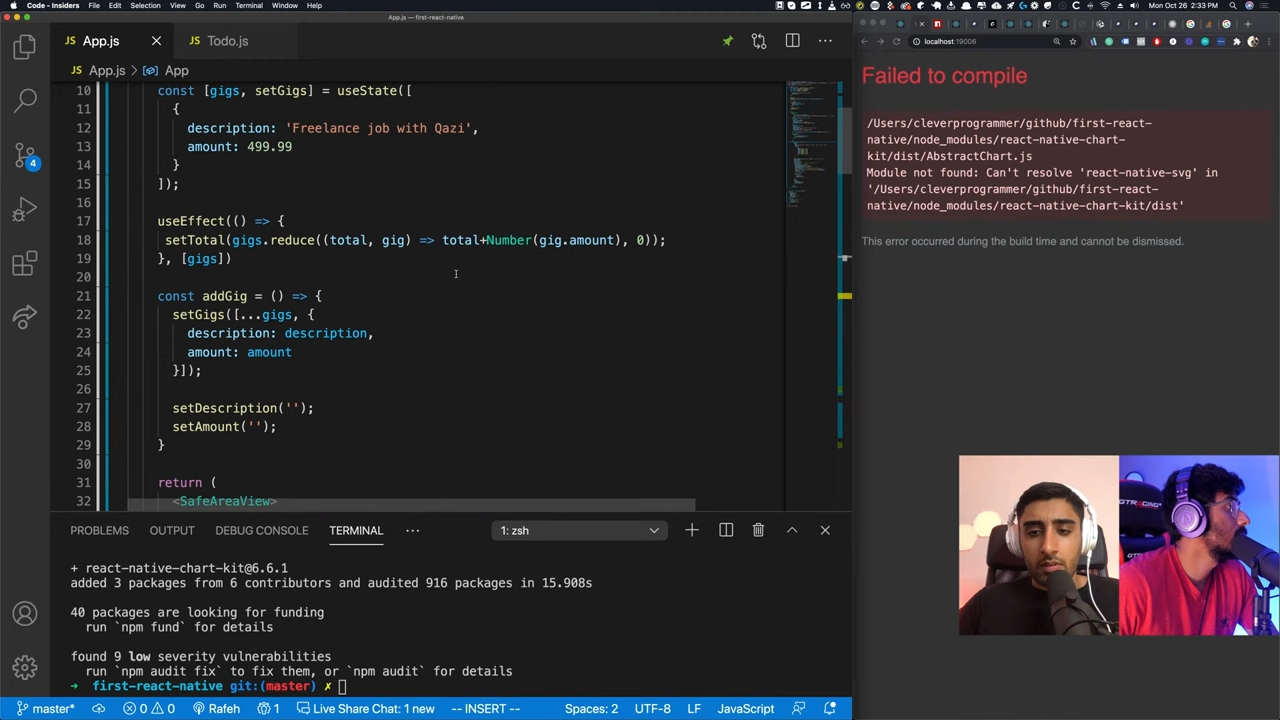 Code - Insiders File Edit Selection View Go Run Terminal Window Help
Mon Oct 26 2:33 PM
App.js — first-react-native
App.js
Todo.js
App.js > App
10 const [gigs, setGigs] = useState([
11 {
12 description: 'Freelance job with Qazi',
13 amount: 499.99
14 }
15 ]);
16
17 useEffect(() => {
18 setTotal(gigs.reduce((total, gig) => total+Number(gig.amount), 0));
19 }, [gigs])
20
21 const addGig = () => {
22 setGigs([...gigs, {
23 description: description,
24 amount: amount
25 }]);
26
27 setDescription('');
28 setAmount('');
29 }
30
31 return (
32 <SafeAreaView>
PROBLEMS OUTPUT DEBUG CONSOLE TERMINAL ··· 1: zsh
+ react-native-chart-kit@6.6.1
added 3 packages from 6 contributors and audited 916 packages in 15.908s
40 packages are looking for funding
run `npm fund` for details
found 9 low severity vulnerabilities
run `npm audit fix` to fix them, or `npm audit` for details
→ first-react-native git:(master) ✗
4
master* 0 0 Rafeh 1 Live Share Chat: 1 new -- INSERT -- Spaces: 2 UTF-8 LF JavaScript
localhost:19006
Failed to compile
/Users/cleverprogrammer/github/first-react-
native/node_modules/react-native-chart-
kit/dist/AbstractChart.js
Module not found: Can't resolve 'react-native-svg' in
'/Users/cleverprogrammer/github/first-react-
native/node_modules/react-native-chart-kit/dist'
This error occurred during the build time and cannot be dismissed.
GTRACING
GTRACING